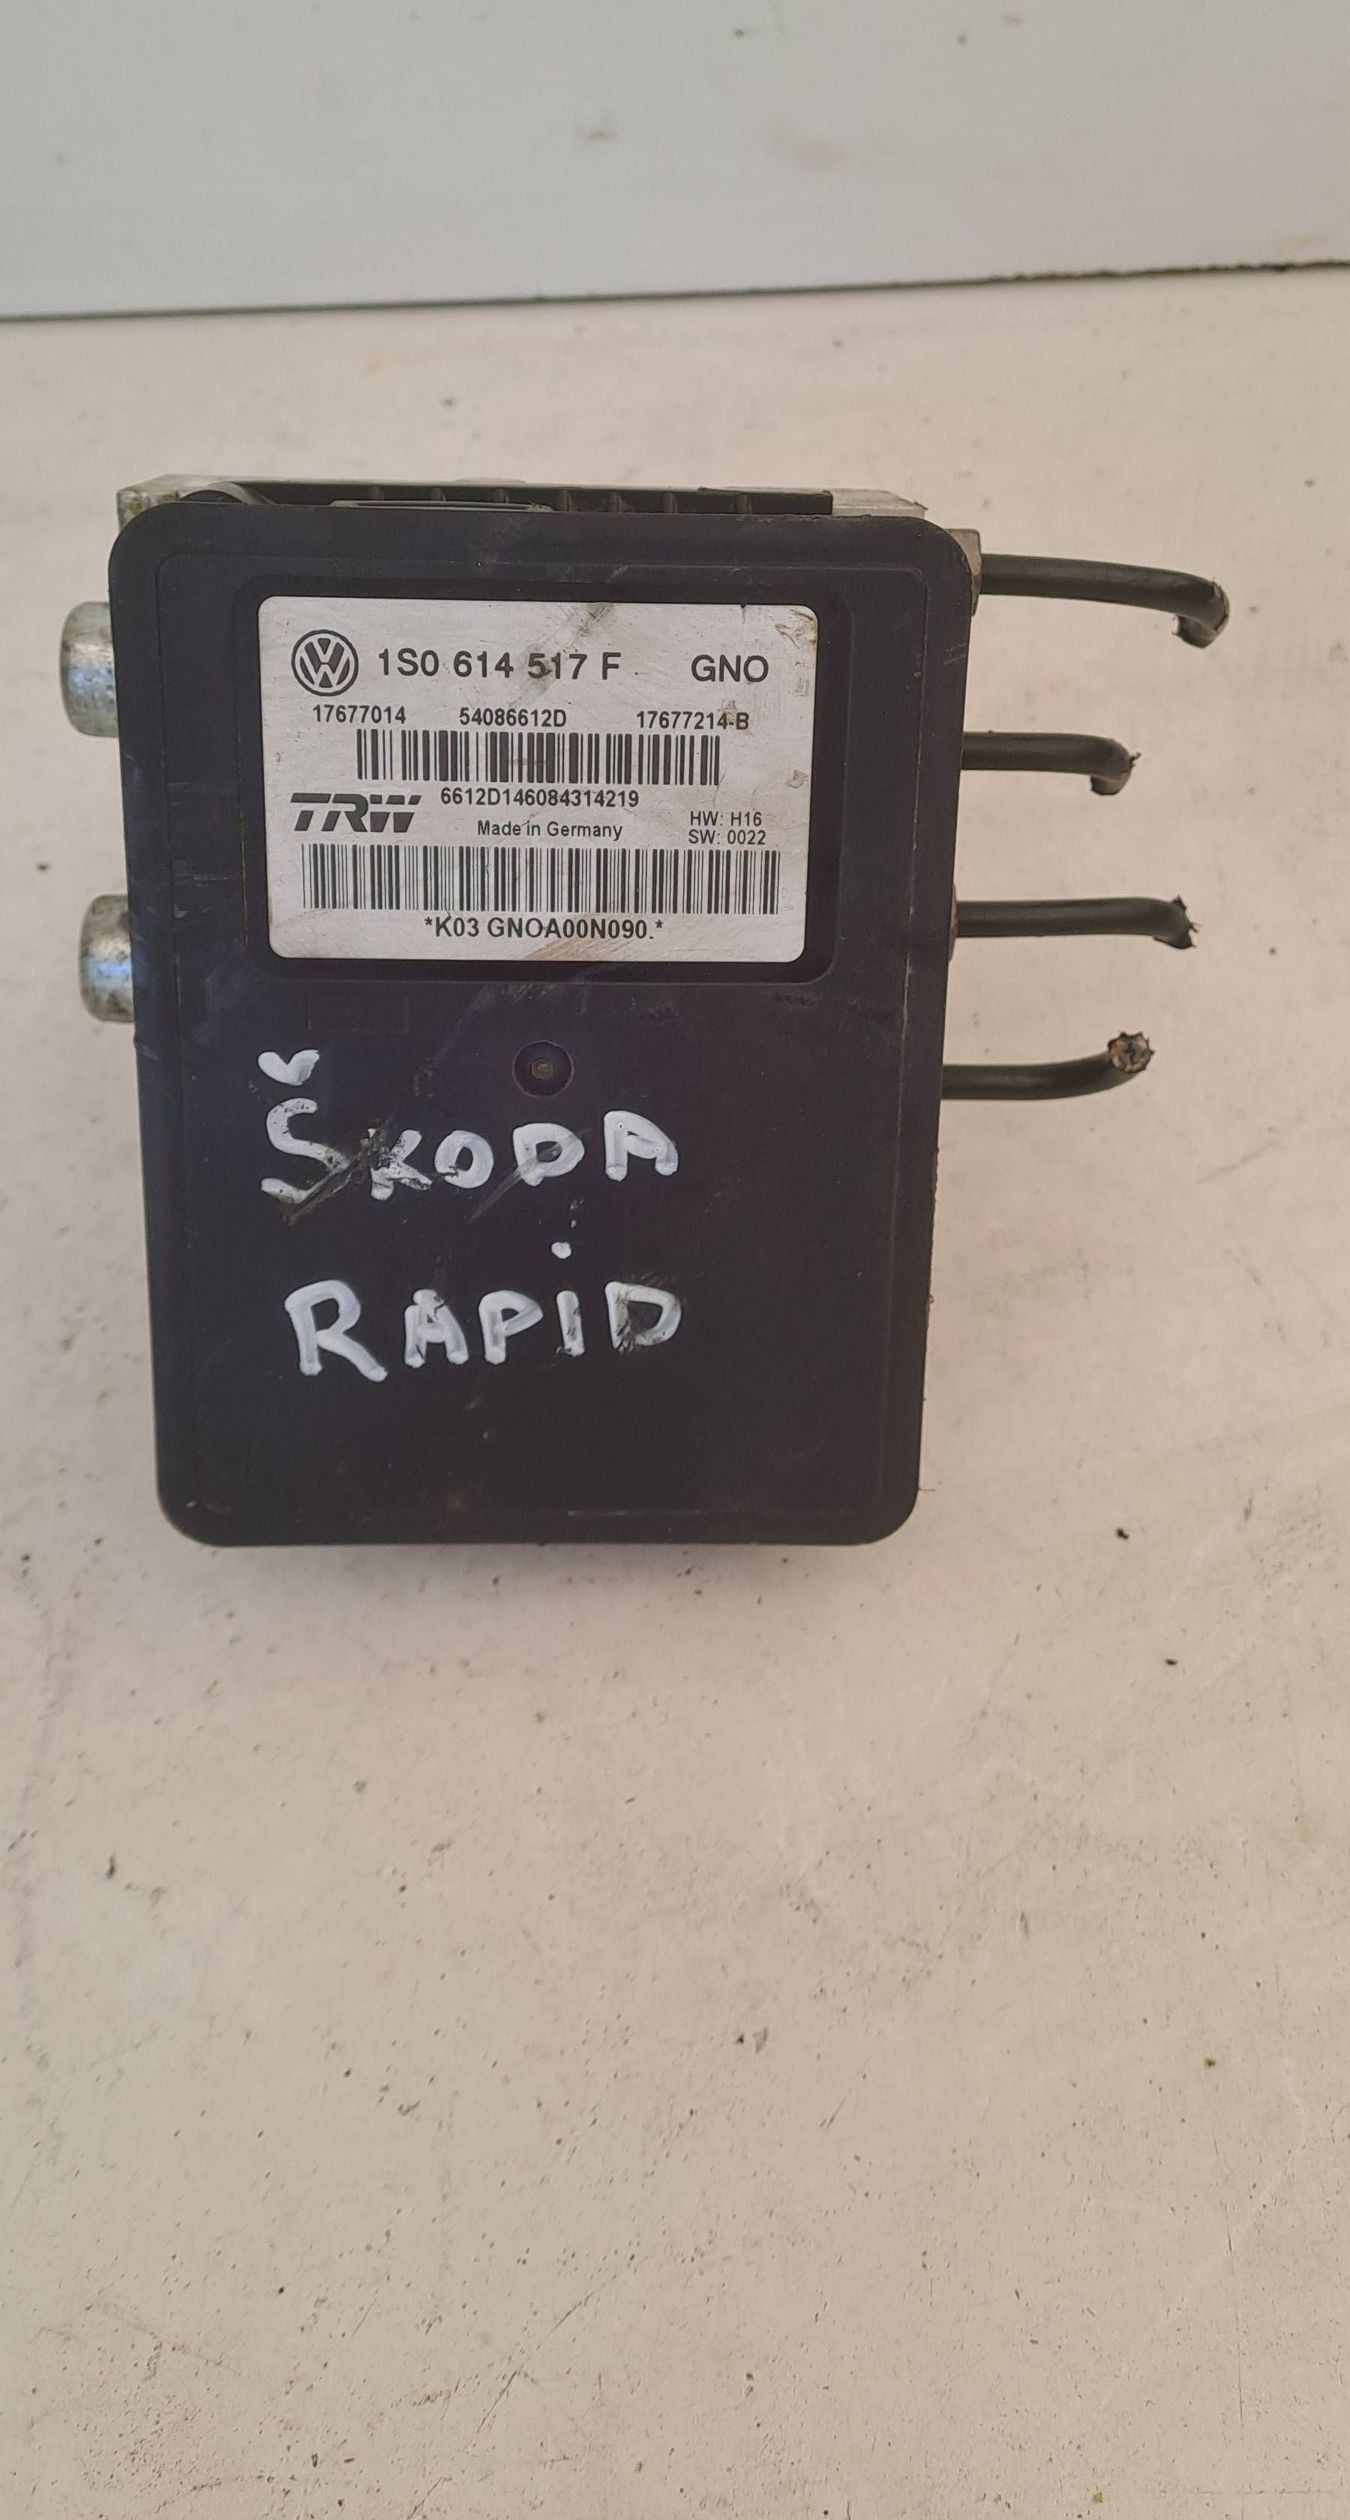 1S0 614 517 F GNO
17677014 54086612D 17677214-B
6612D146084314219
TRW Made in Germany HW: H16
SW: 0022
*K03 GNOA00N090.*
ŠKODA
RAPiD